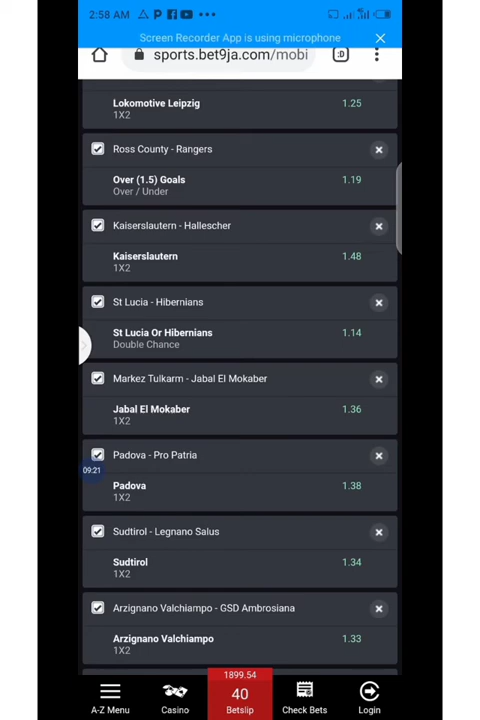 2:58 AM
Screen Recorder App is using microphone
sports.bet9ja.com/mobi
:D
Lokomotive Leipzig 1.25
1X2
Ross County - Rangers
Over (1.5) Goals 1.19
Over / Under
Kaiserslautern - Hallescher
Kaiserslautern 1.48
1X2
St Lucia - Hibernians
St Lucia Or Hibernians 1.14
Double Chance
Markez Tulkarm - Jabal El Mokaber
Jabal El Mokaber 1.36
1X2
Padova - Pro Patria
09:21
Padova 1.38
1X2
Sudtirol - Legnano Salus
Sudtirol 1.34
1X2
Arzignano Valchiampo - GSD Ambrosiana
Arzignano Valchiampo 1.33
1X2
1899.54
40
A-Z Menu Casino Betslip Check Bets Login